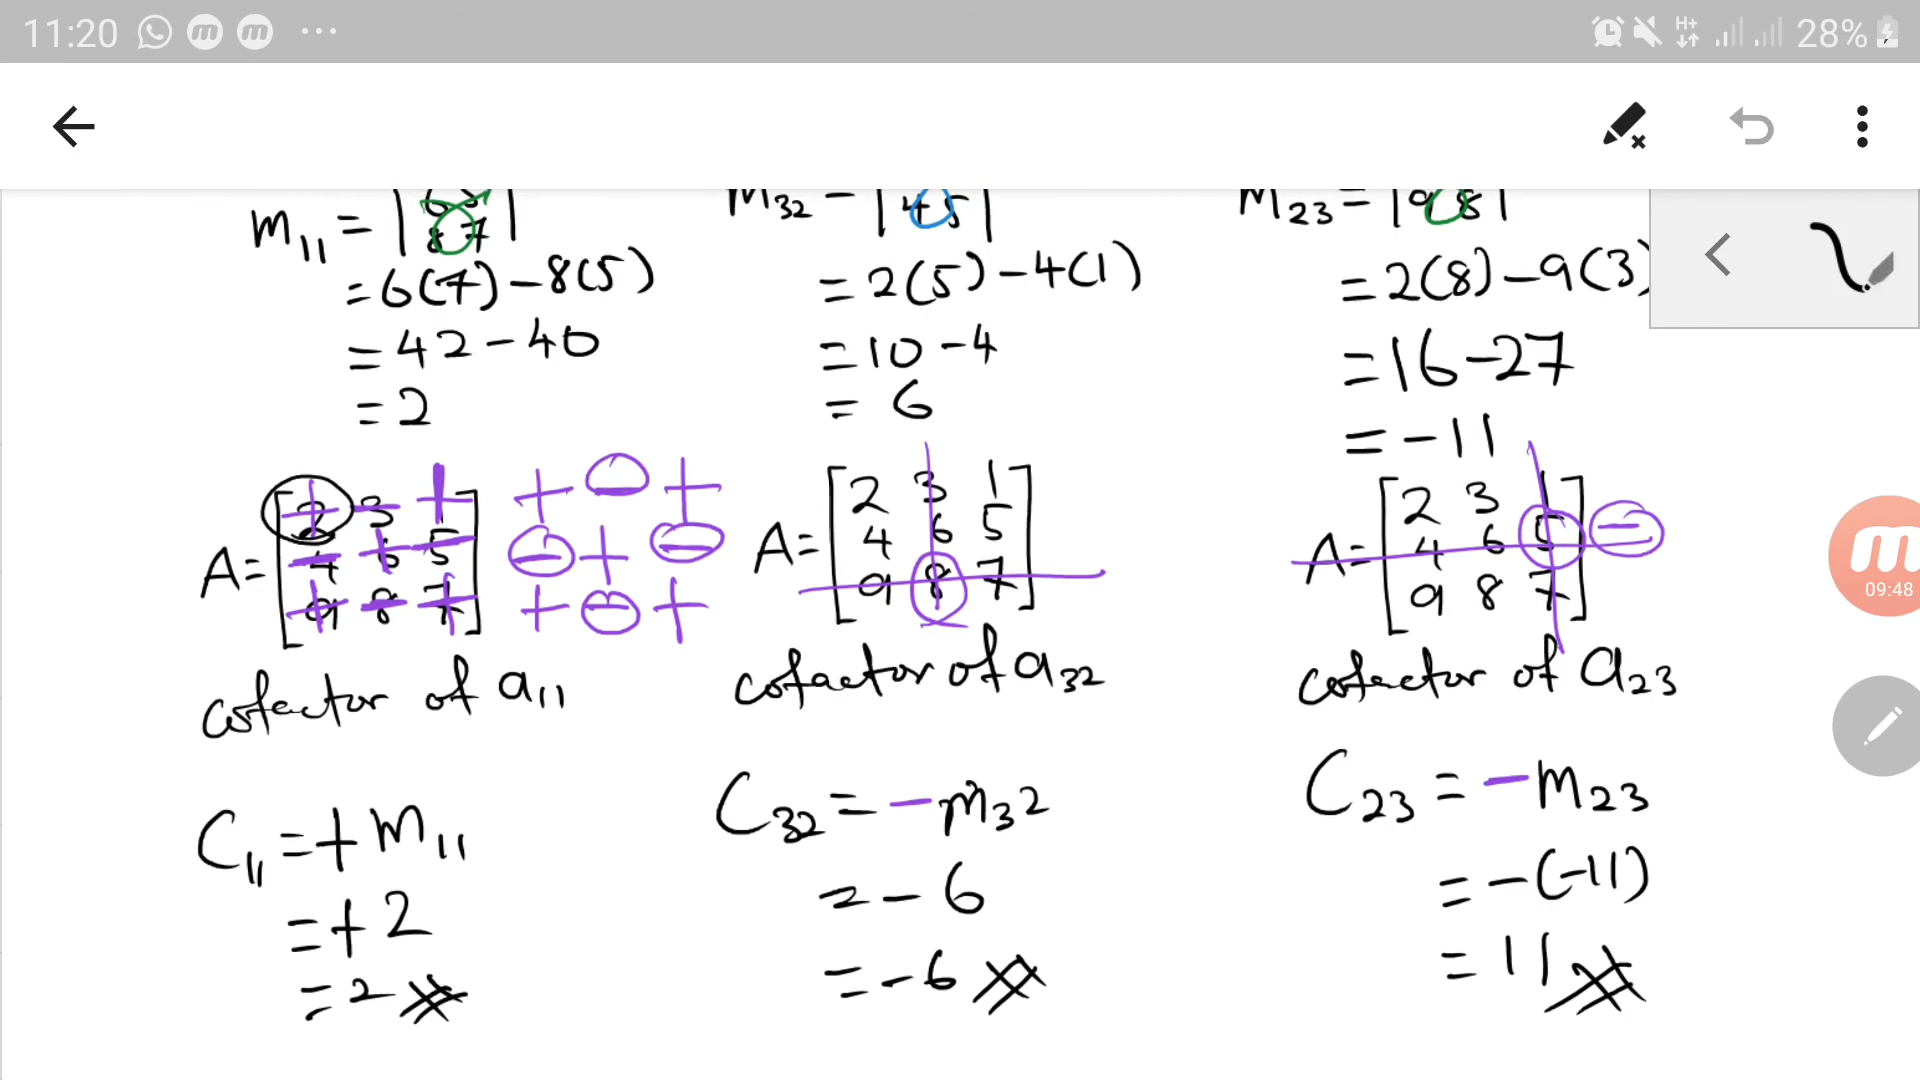 11:20 28%
m11 = |6 5|
|8 7|
= 6(7) - 8(5)
= 42 - 40
= 2
A = [2 3 1]
[4 6 5]
[9 8 7]
+ - +
- + -
+ - +
cofactor of a11
C11 = + m11
= + 2
= 2
m32 = |4 5|
= 2(5) - 4(1)
= 10 - 4
= 6
A = [2 3 1]
[4 6 5]
[9 8 7]
cofactor of a32
C32 = - m32
= - 6
= - 6
m23 = |9 8|
= 2(8) - 9(3)
= 16 - 27
= - 11
A = [2 3 1]
[4 6 5]
[9 8 7]
-
cofactor of a23
C23 = - m23
= - (-11)
= 11
09:48